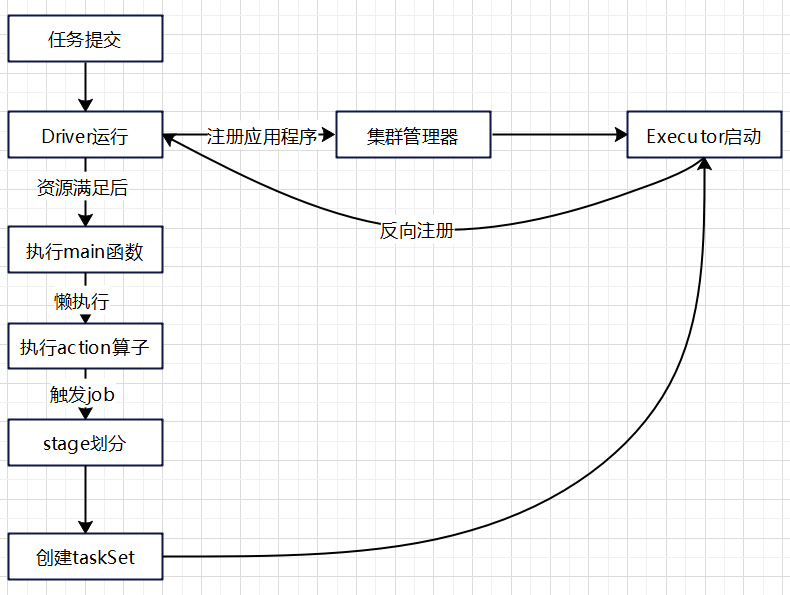 任务提交
Driver运行
注册应用程序
集群管理器
Executor启动
资源满足后
反向注册
执行main函数
懒执行
执行action算子
触发job
stage划分
创建taskSet